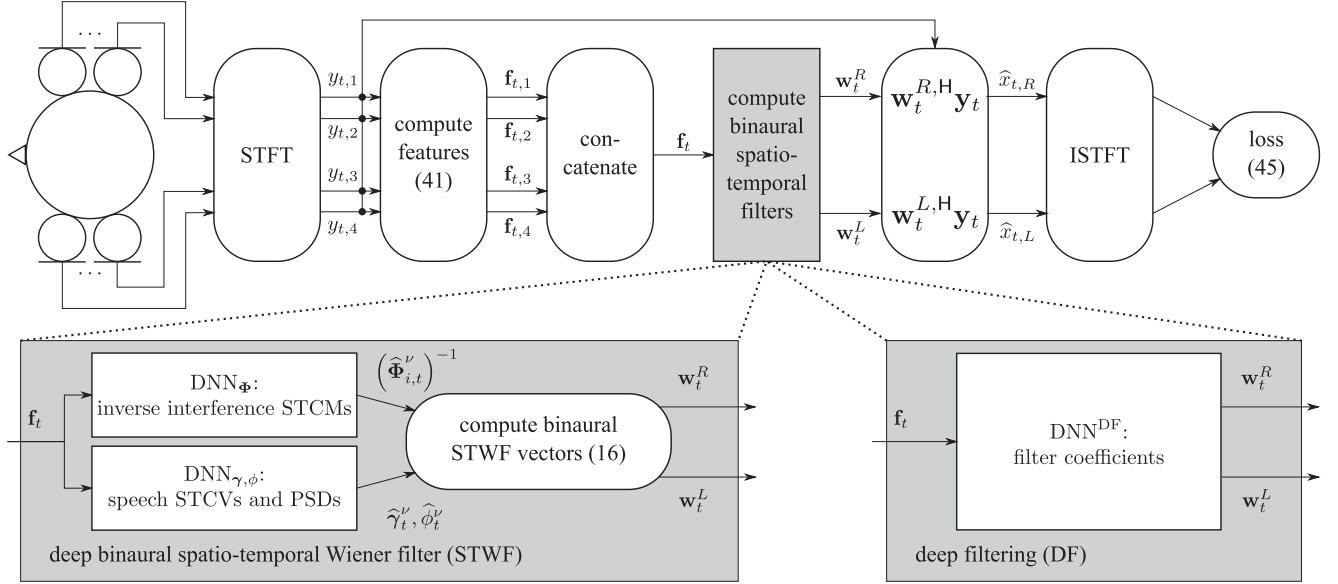 ...
STFT
y_{t,1}
y_{t,2}
y_{t,3}
y_{t,4}
compute
features
(41)
𝐟_{t,1}
𝐟_{t,2}
𝐟_{t,3}
𝐟_{t,4}
con-
catenate
𝐟_t
compute
binaural
spatio-
temporal
filters
𝐰_t^R
𝐰_t^L
𝐰_t^{R,H} 𝐲_t
𝐰_t^{L,H} 𝐲_t
x̂_{t,R}
x̂_{t,L}
ISTFT
loss
(45)
...
𝐟_t
DNN_𝚽:
inverse interference STCMs
DNN_{𝛄,ϕ}:
speech STCVs and PSDs
(𝚽̂_{i,t}^ν)^{-1}
𝛄̂_t^ν, ϕ̂_t^ν
compute binaural
STWF vectors (16)
𝐰_t^R
𝐰_t^L
deep binaural spatio-temporal Wiener filter (STWF)
𝐟_t
DNN^{DF}:
filter coefficients
𝐰_t^R
𝐰_t^L
deep filtering (DF)